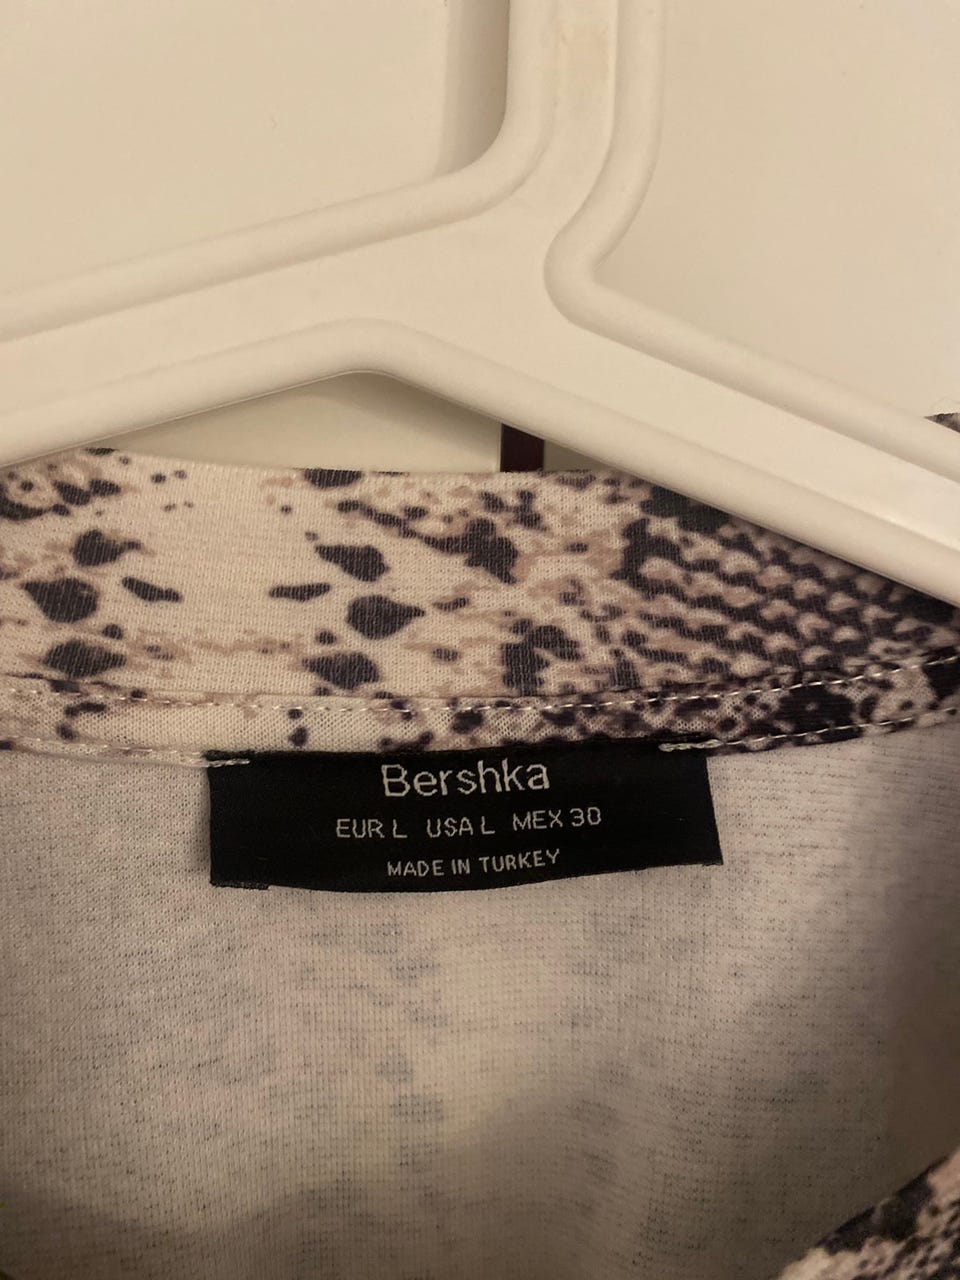 Bershka
EUR L USA L MEX 30
MADE IN TURKEY